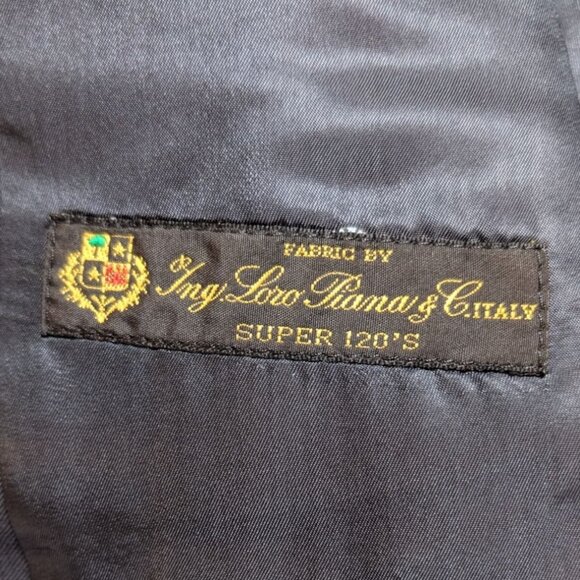 FABRIC BY
Ing. Loro Piana & C. ITALY
SUPER 120'S